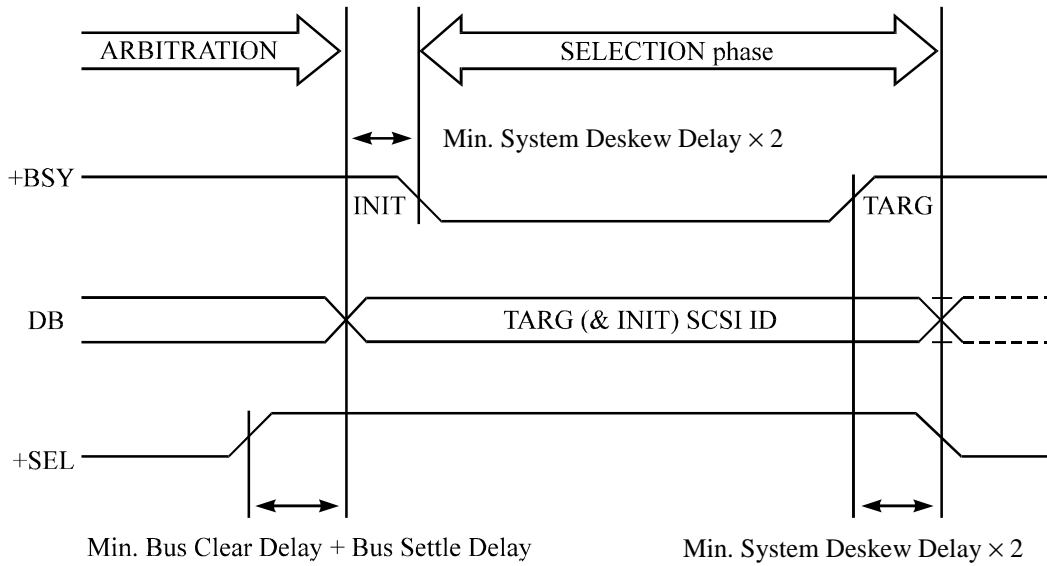 ARBITRATION
SELECTION phase
Min. System Deskew Delay × 2
+BSY
INIT
TARG
DB
TARG (& INIT) SCSI ID
+SEL
Min. Bus Clear Delay + Bus Settle Delay
Min. System Deskew Delay × 2